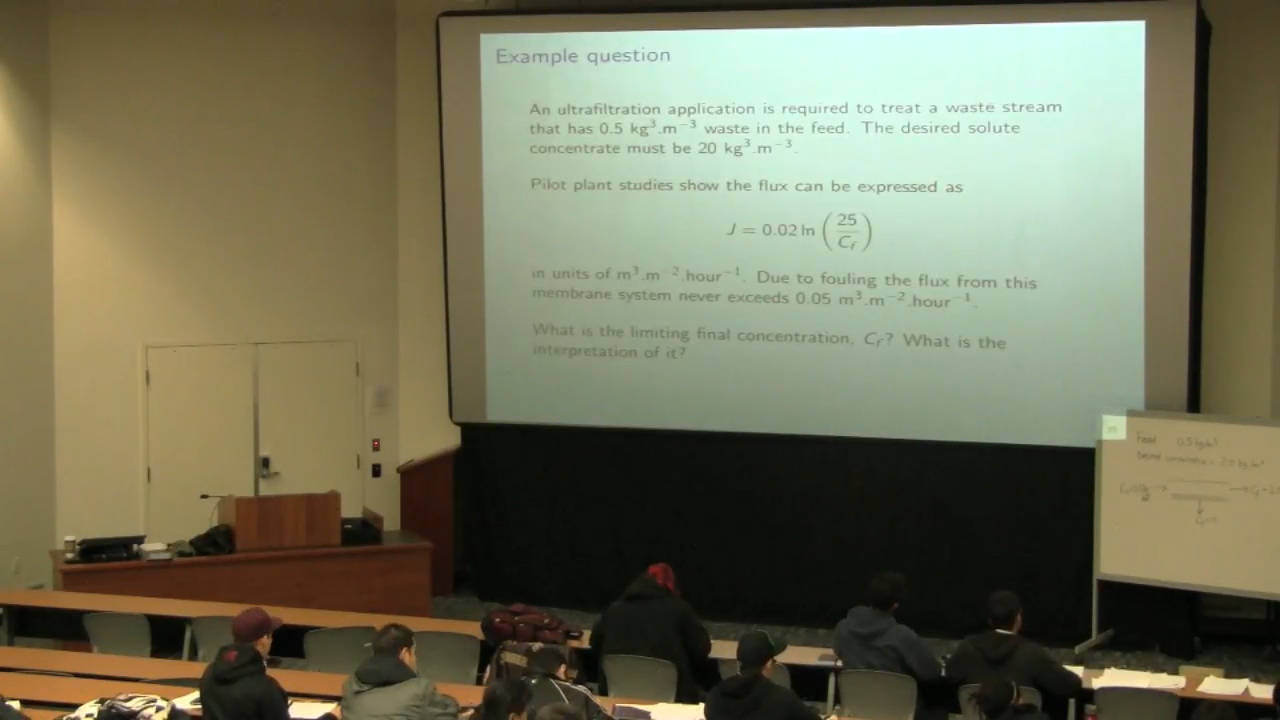 Example question
An ultrafiltration application is required to treat a waste stream
that has 0.5 kg³.m⁻³ waste in the feed. The desired solute
concentrate must be 20 kg³.m⁻³.
Pilot plant studies show the flux can be expressed as
J = 0.02 ln (25/C_f)
in units of m³.m⁻².hour⁻¹. Due to fouling the flux from this
membrane system never exceeds 0.05 m³.m⁻².hour⁻¹.
What is the limiting final concentration, C_f? What is the
interpretation of it?
Feed 0.5 kg/m³